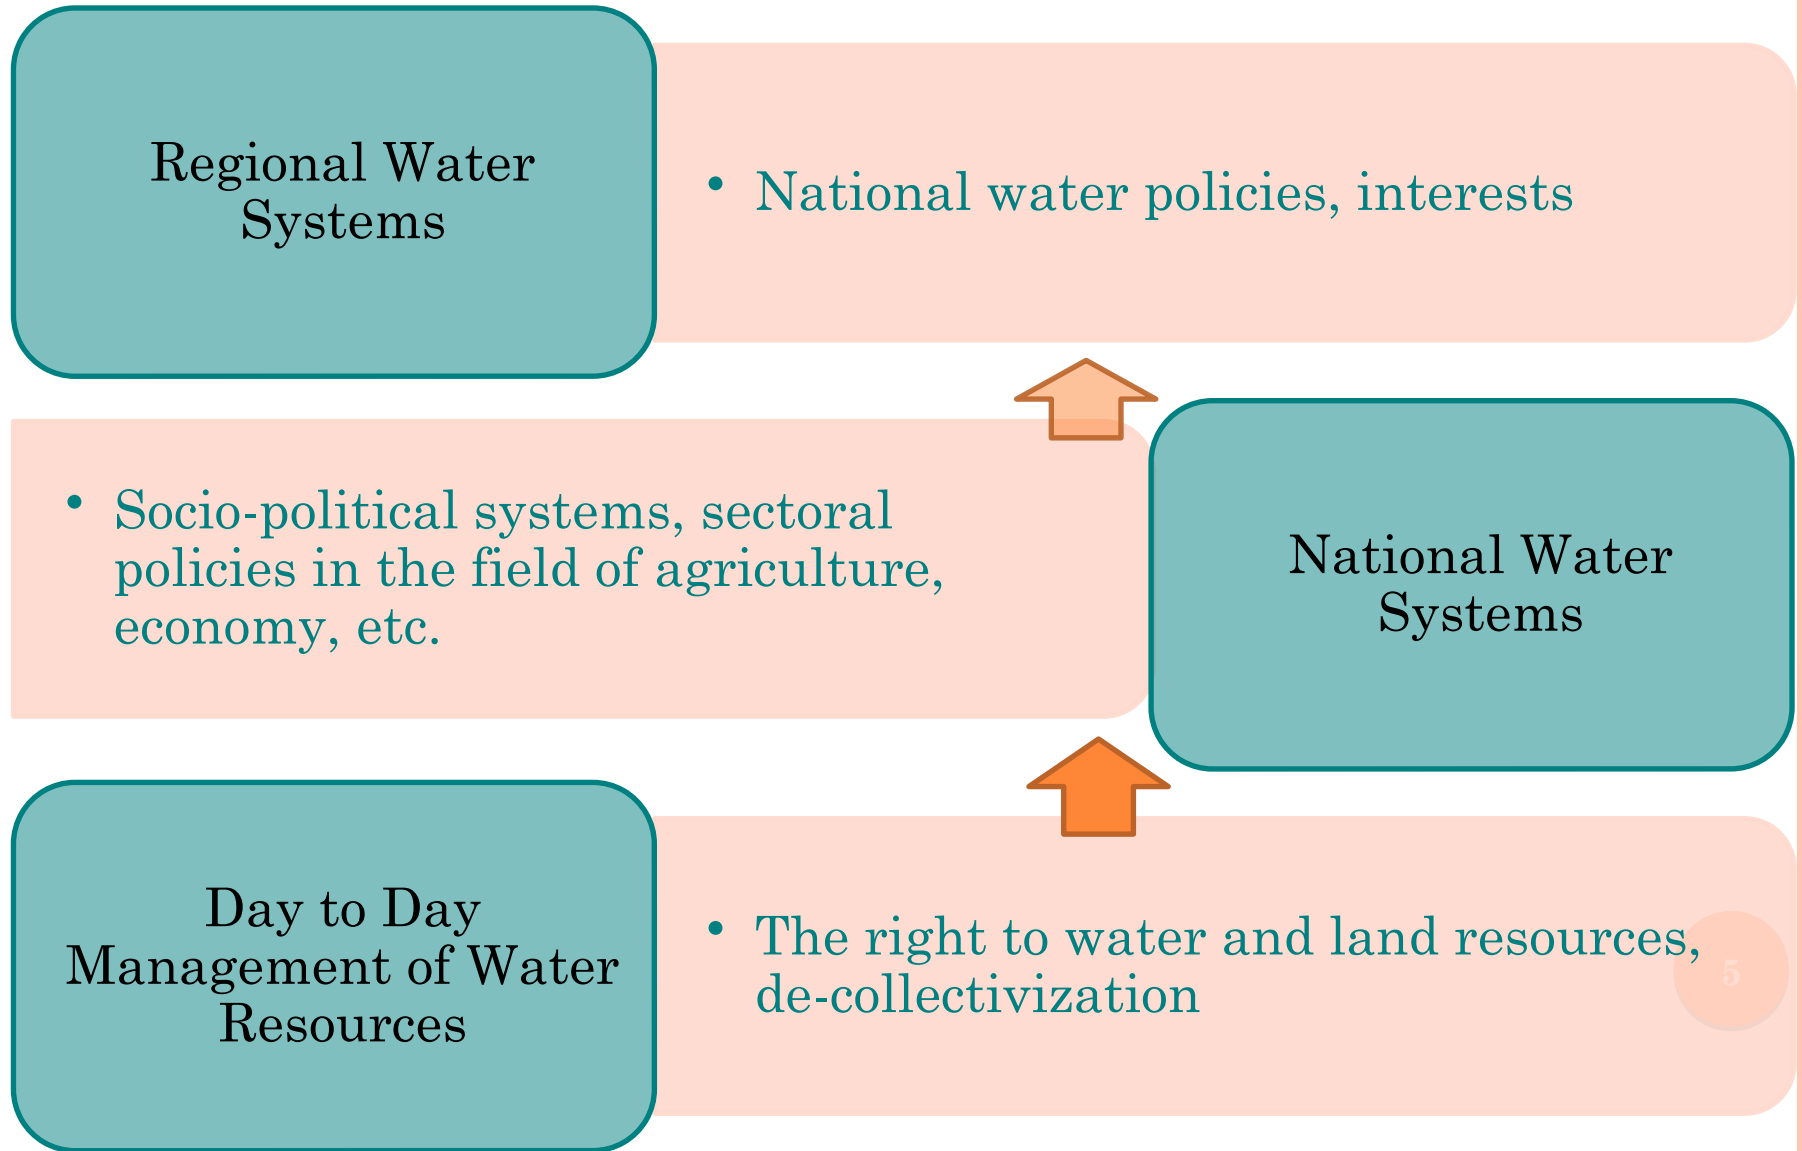 Regional Water
Systems
• National water policies, interests
• Socio-political systems, sectoral
policies in the field of agriculture,
economy, etc.
National Water
Systems
Day to Day
Management of Water
Resources
• The right to water and land resources,
de-collectivization
5